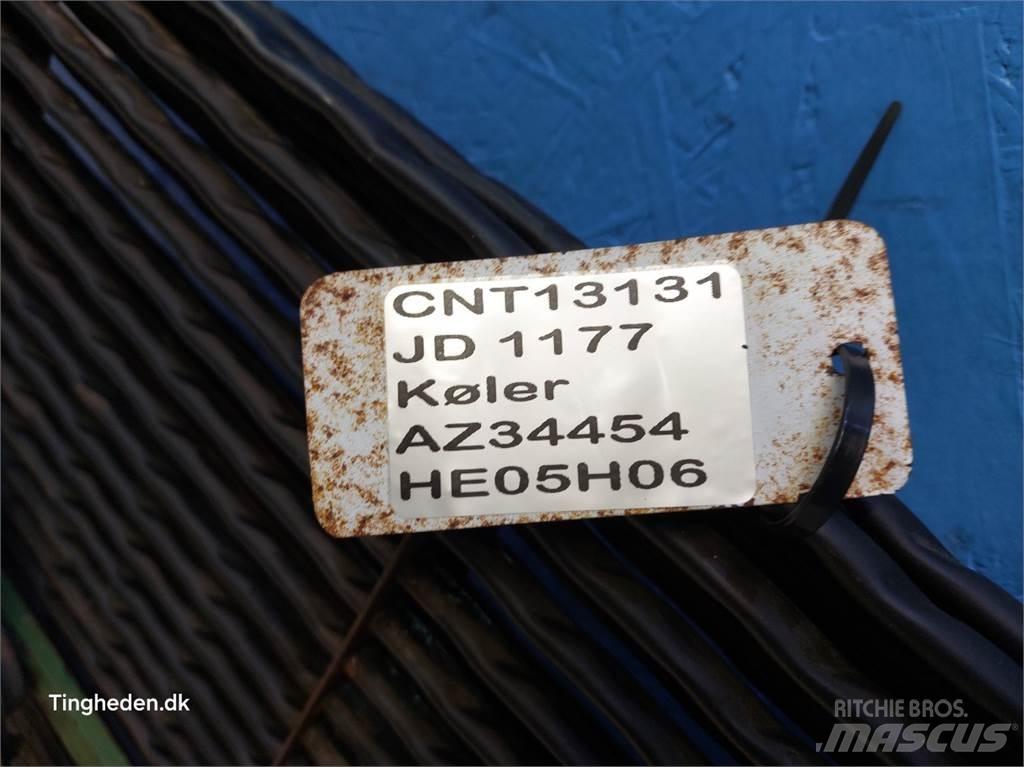 CNT13131
JD 1177
Køler
AZ34454
HE05H06
Tingheden.dk
RITCHIE BROS.
MASCUS